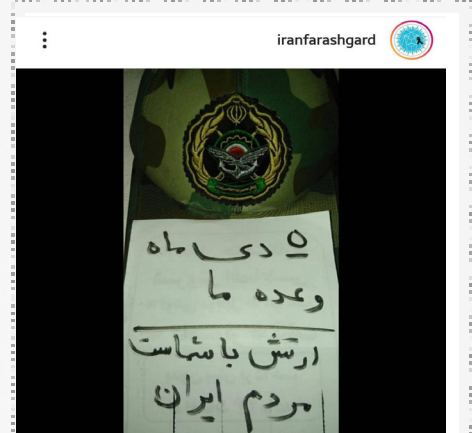 iranfarashgard
۵ دی ماه
وعده ما
ارتش با شماست
مردم ایران